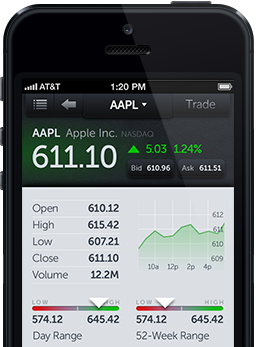 AT&T 1:20 PM
AAPL Trade
AAPL Apple Inc. NASDAQ
611.10 5.03 1.24%
Bid 610.96 Ask 611.51
Open 610.12
High 615.42
Low 607.21
Close 611.10
Volume 12.2M
612
611
610
609
10a 12p 2p 4p
LOW HIGH LOW HIGH
574.12 645.42 574.12 645.42
Day Range 52-Week Range